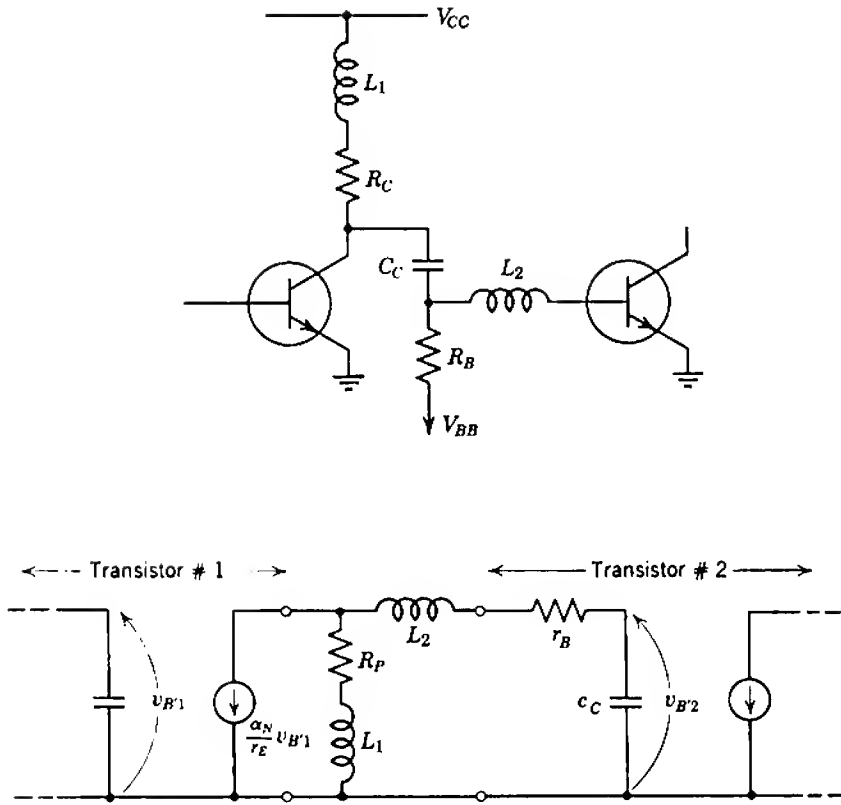 V_CC
L_1
R_C
C_C
L_2
R_B
V_BB
Transistor # 1
Transistor # 2
L_2
r_B
R_P
v_B'1
α_N/r_E v_B'1
L_1
c_C
v_B'2